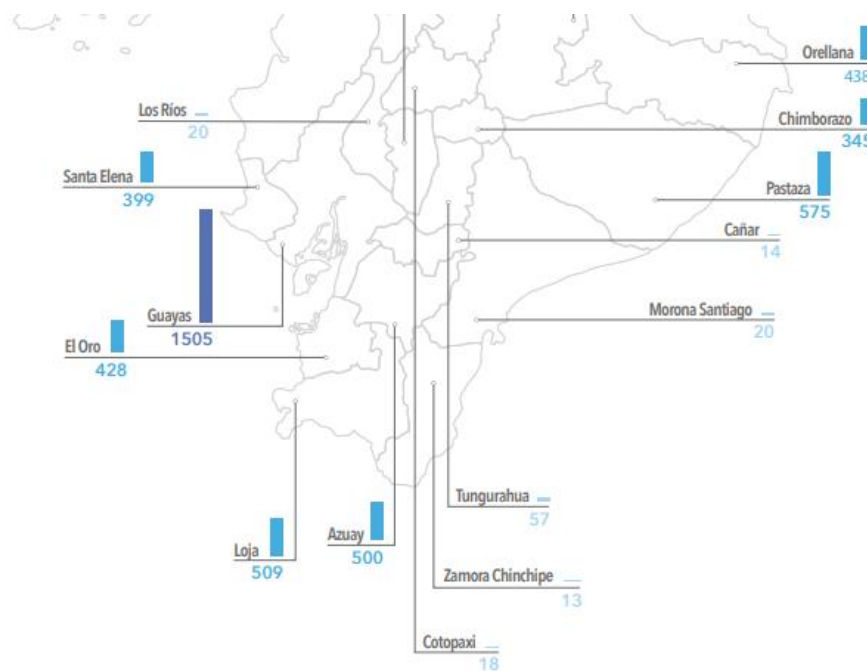 Orellana
438
Los Ríos
20
Chimborazo
345
Santa Elena
399
Pastaza
575
Cañar
14
Guayas
1505
Morona Santiago
20
El Oro
428
Tungurahua
57
Azuay
500
Loja
509
Zamora Chinchipe
13
Cotopaxi
18